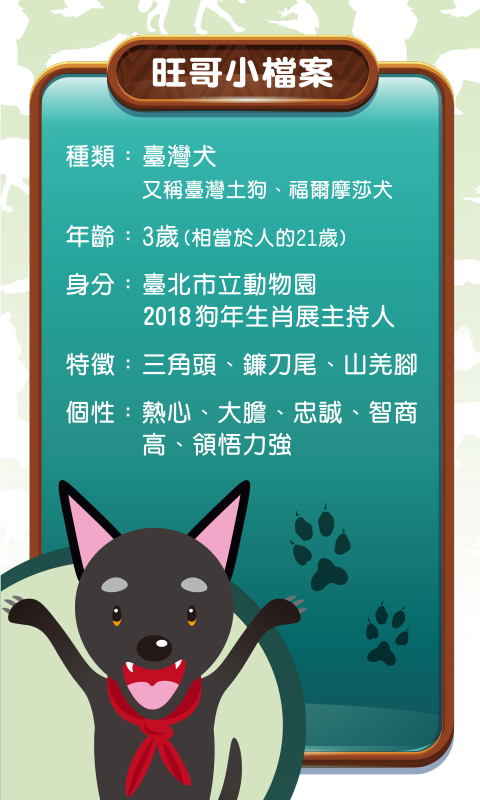 旺哥小檔案
種類：臺灣犬
又稱臺灣土狗、福爾摩莎犬
年齡：3歲(相當於人的21歲)
身分：臺北市立動物園
2018狗年生肖展主持人
特徵：三角頭、鐮刀尾、山羌腳
個性：熱心、大膽、忠誠、智商
高、領悟力強